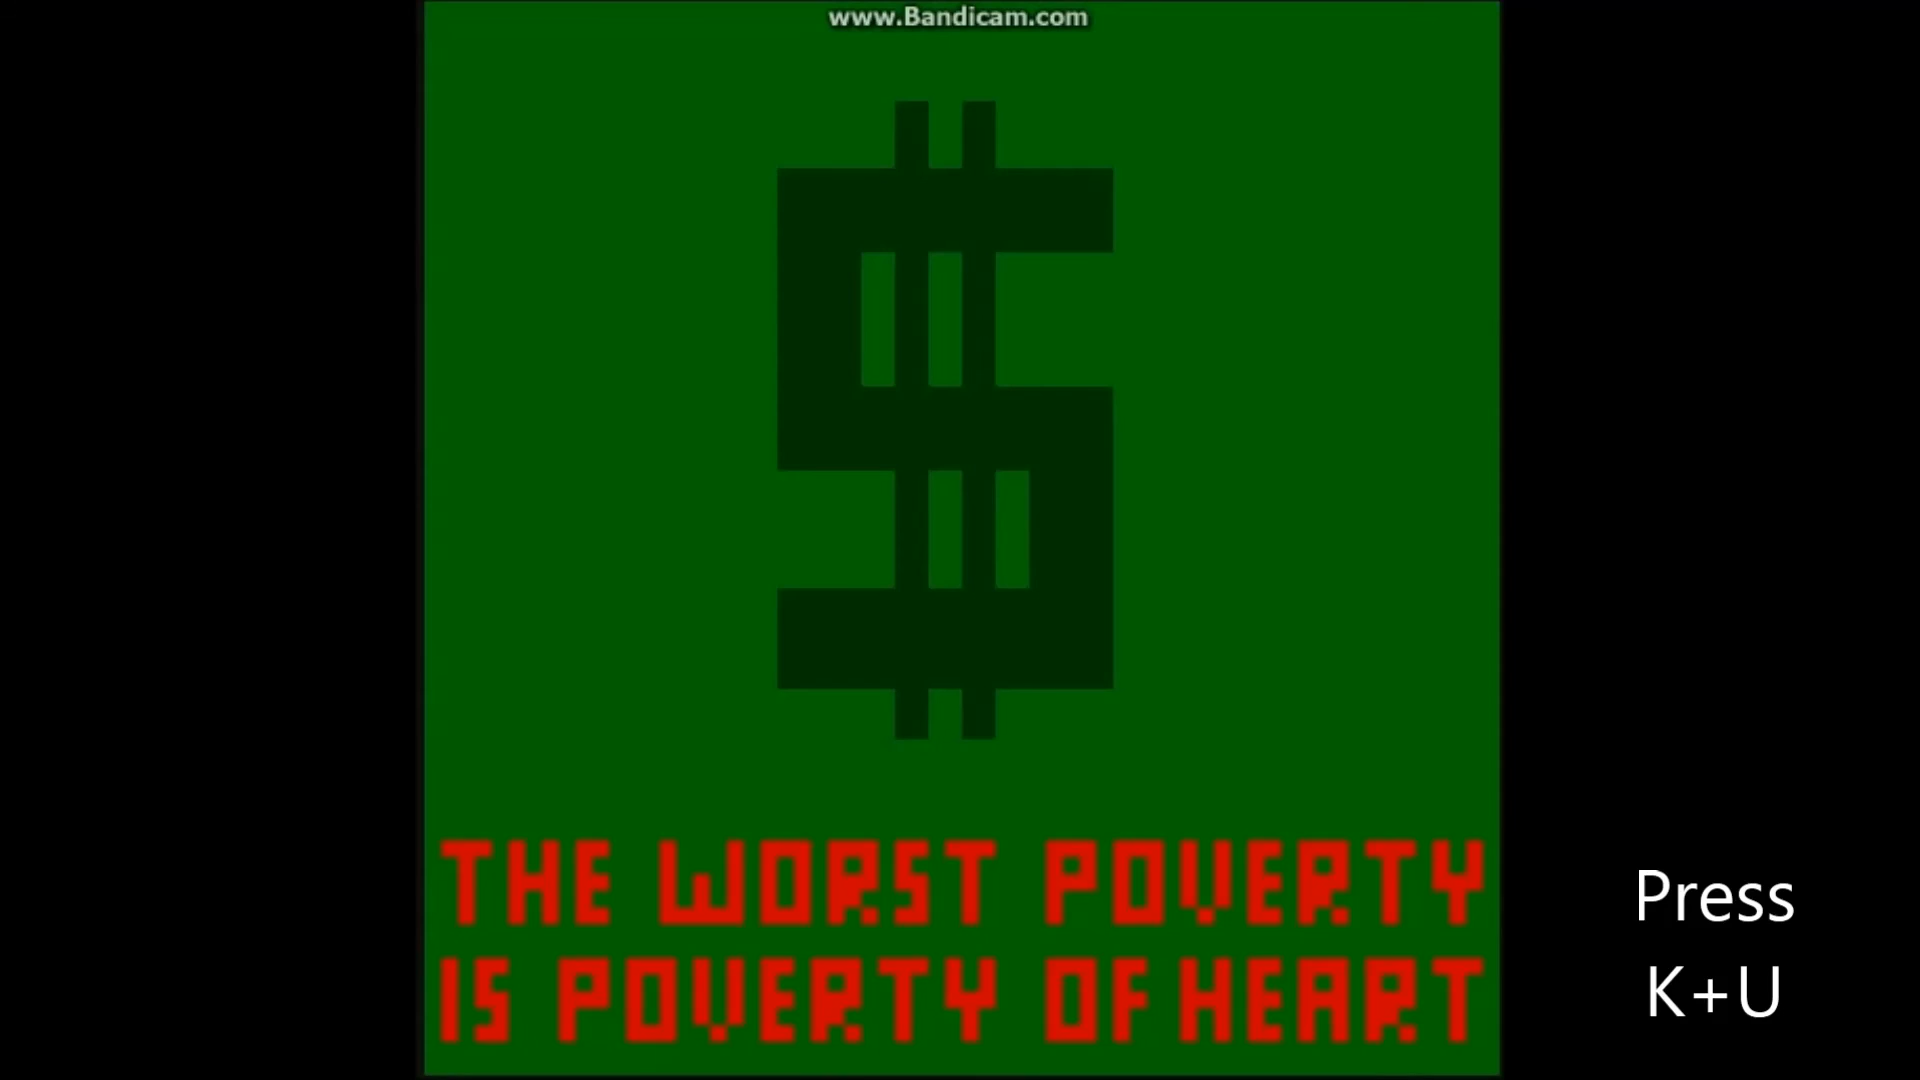 www.Bandicam.com
THE WORST POVERTY
IS POVERTY OF HEART
Press
K+U